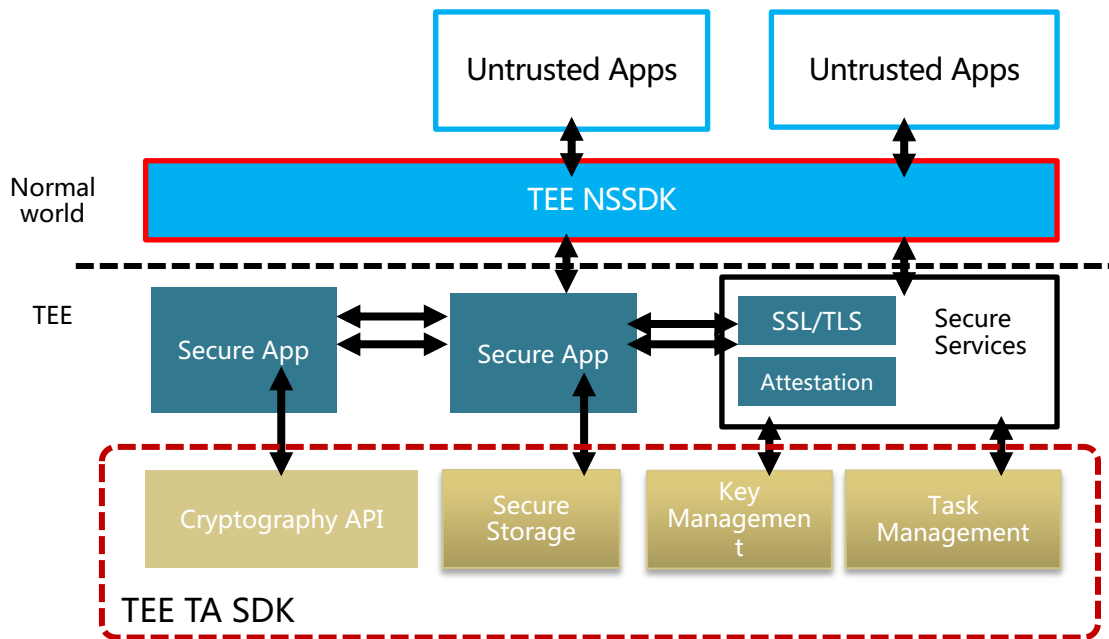 Untrusted Apps
Untrusted Apps
Normal
world
TEE NSSDK
TEE
Secure App
Secure App
SSL/TLS
Attestation
Secure
Services
Cryptography API
Secure
Storage
Key
Managemen
t
Task
Management
TEE TA SDK